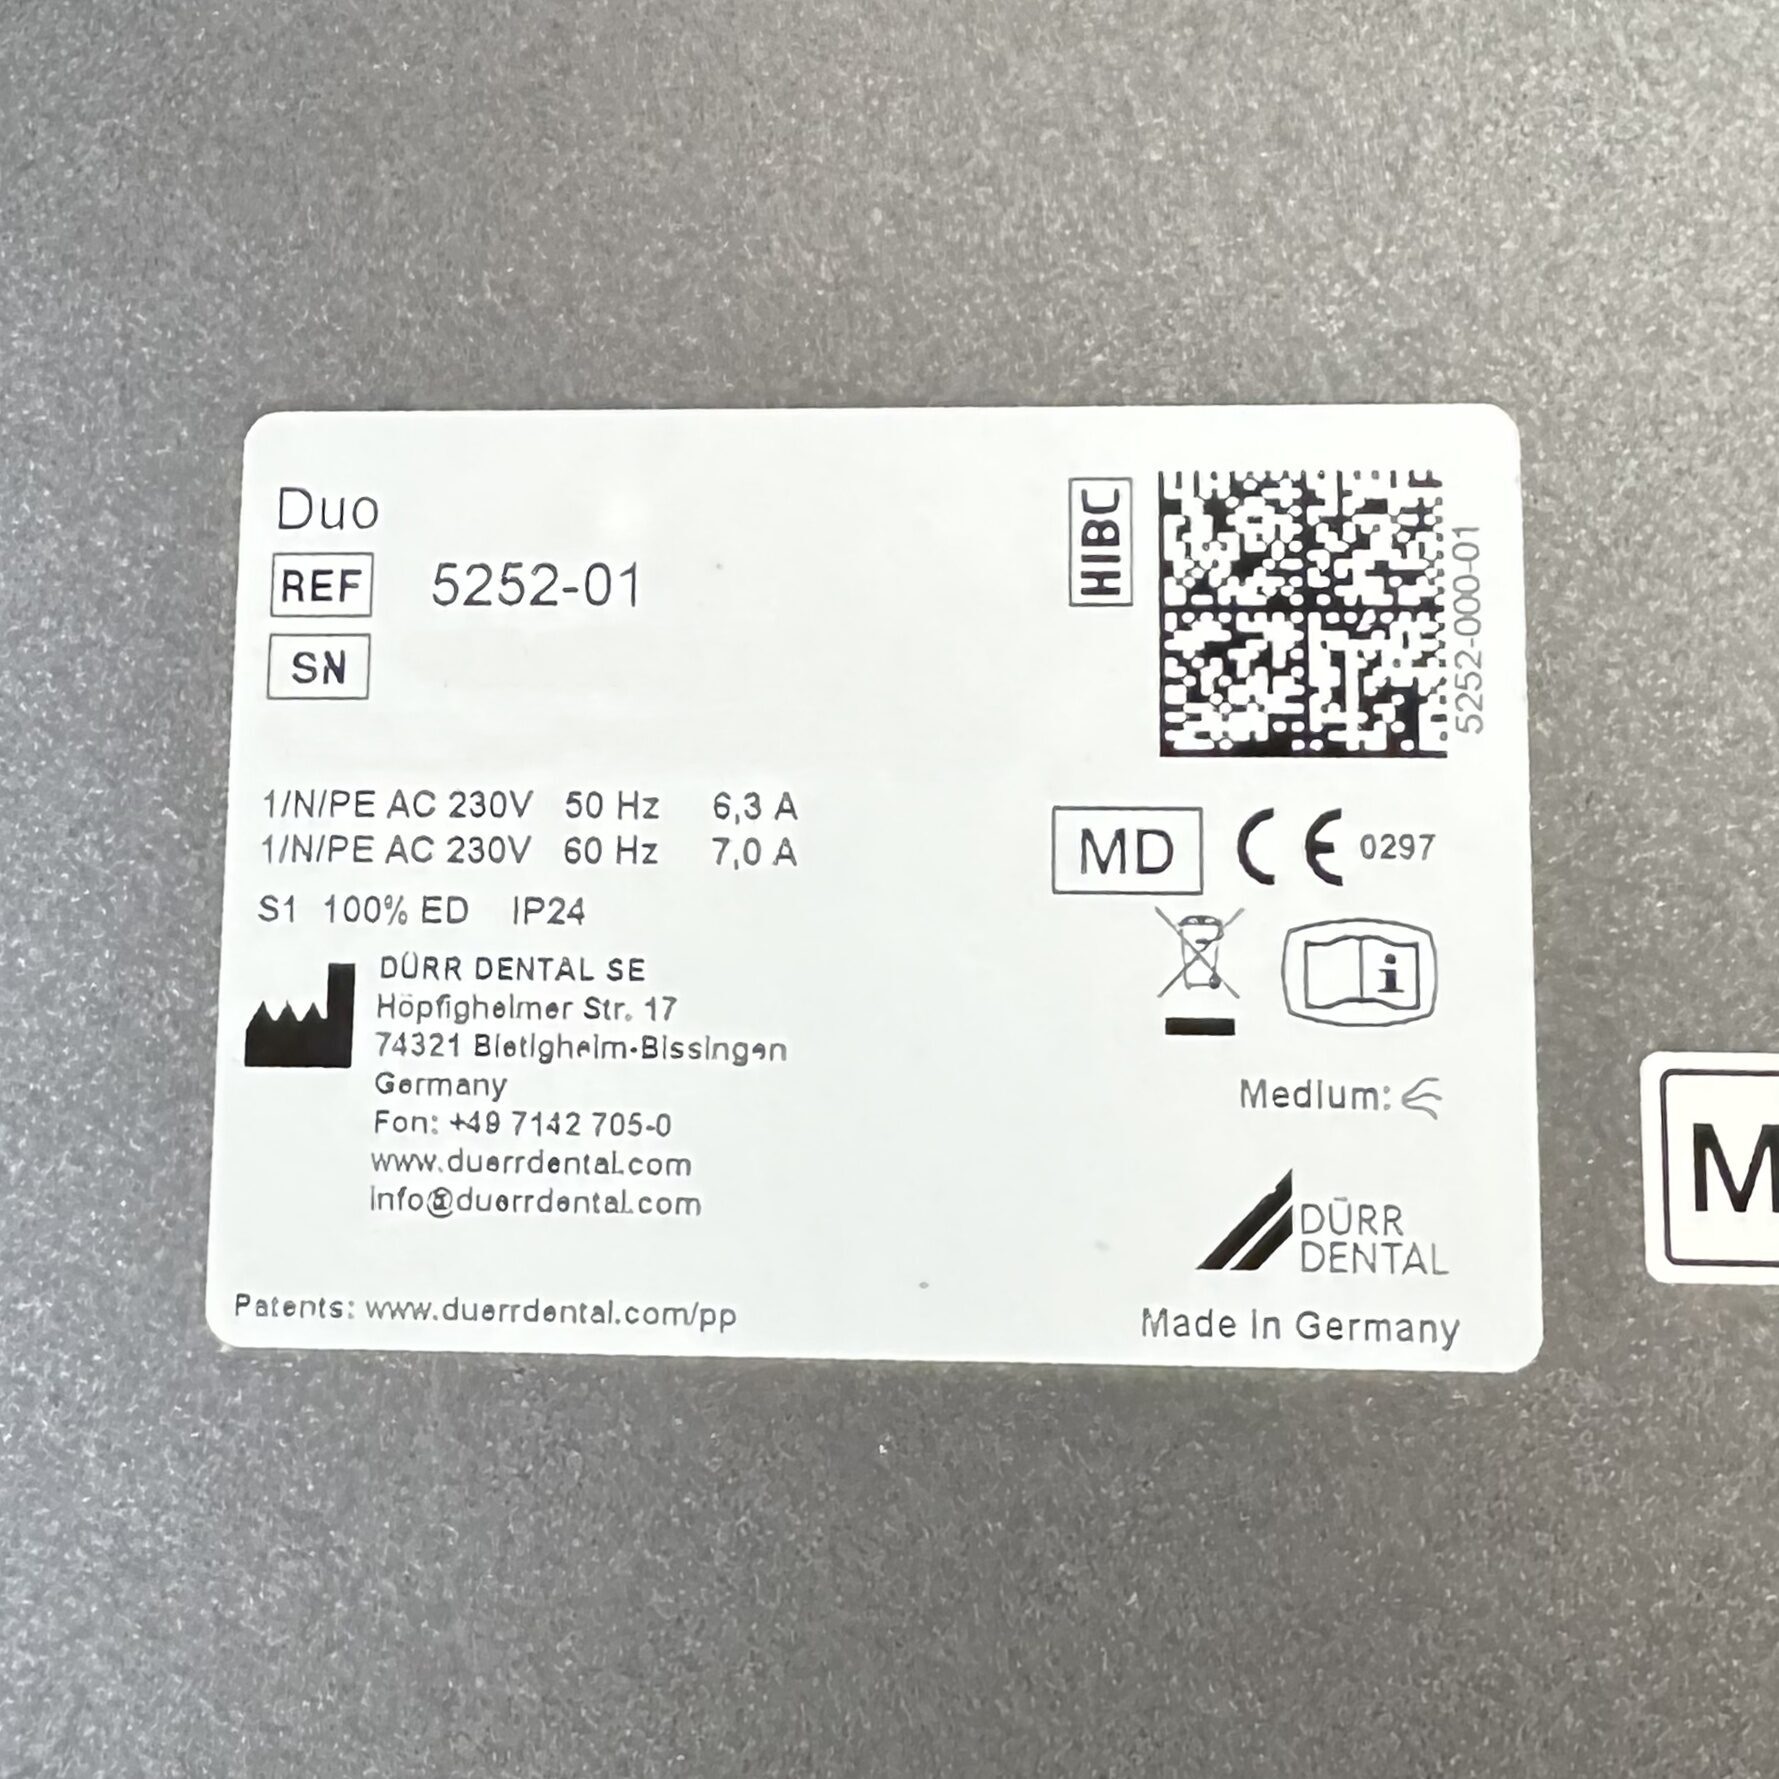 Duo
REF 5252-01
SN
HIBC
5252-000-01
1/N/PE AC 230V 50 Hz 6,3 A
1/N/PE AC 230V 60 Hz 7,0 A
S1 100% ED IP24
MD CE 0297
DÜRR DENTAL SE
Höpfigheimer Str. 17
74321 Bietigheim-Bissingen
Germany
Fon: +49 7142 705-0
www.duerrdental.com
info@duerrdental.com
Medium:
DÜRR
DENTAL
Patents: www.duerrdental.com/pp
Made in Germany
M